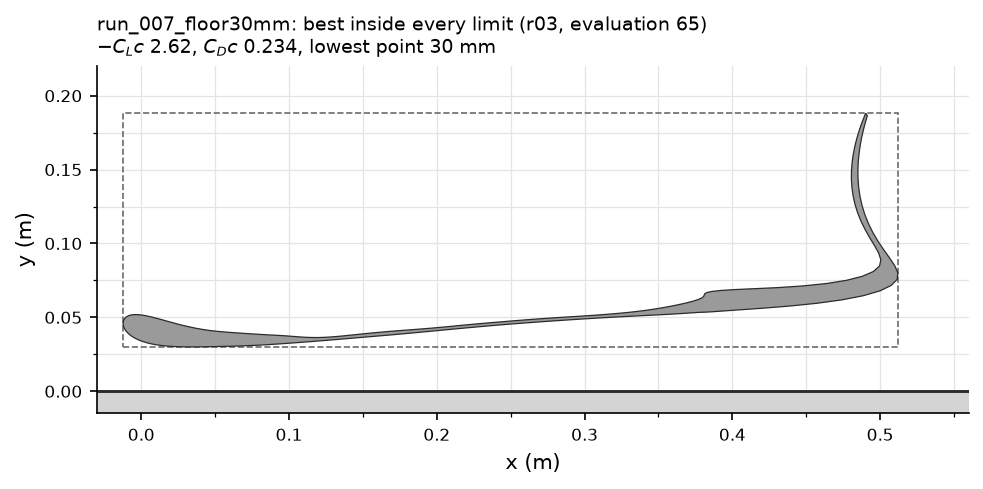 run_007_floor30mm: best inside every limit (r03, evaluation 65)
−C_Lc 2.62, C_Dc 0.234, lowest point 30 mm
0.20
0.15
0.10
0.05
0.00
y (m)
0.0 0.1 0.2 0.3 0.4 0.5
x (m)